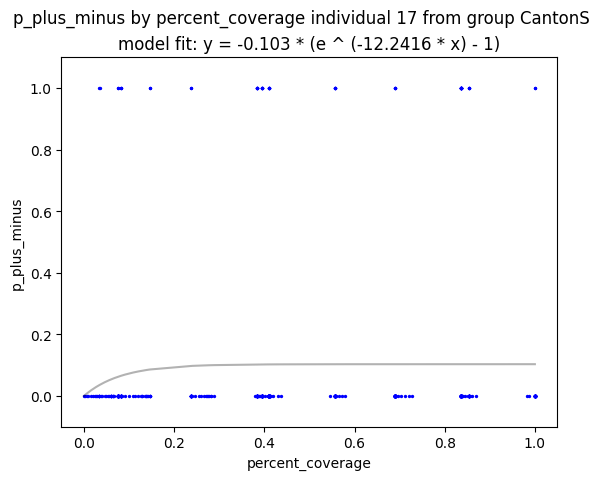 p_plus_minus by percent_coverage individual 17 from group CantonS
model fit: y = -0.103 * (e ^ (-12.2416 * x) - 1)
1.0
0.8
0.6
0.4
0.2
0.0
p_plus_minus
0.0 0.2 0.4 0.6 0.8 1.0
percent_coverage